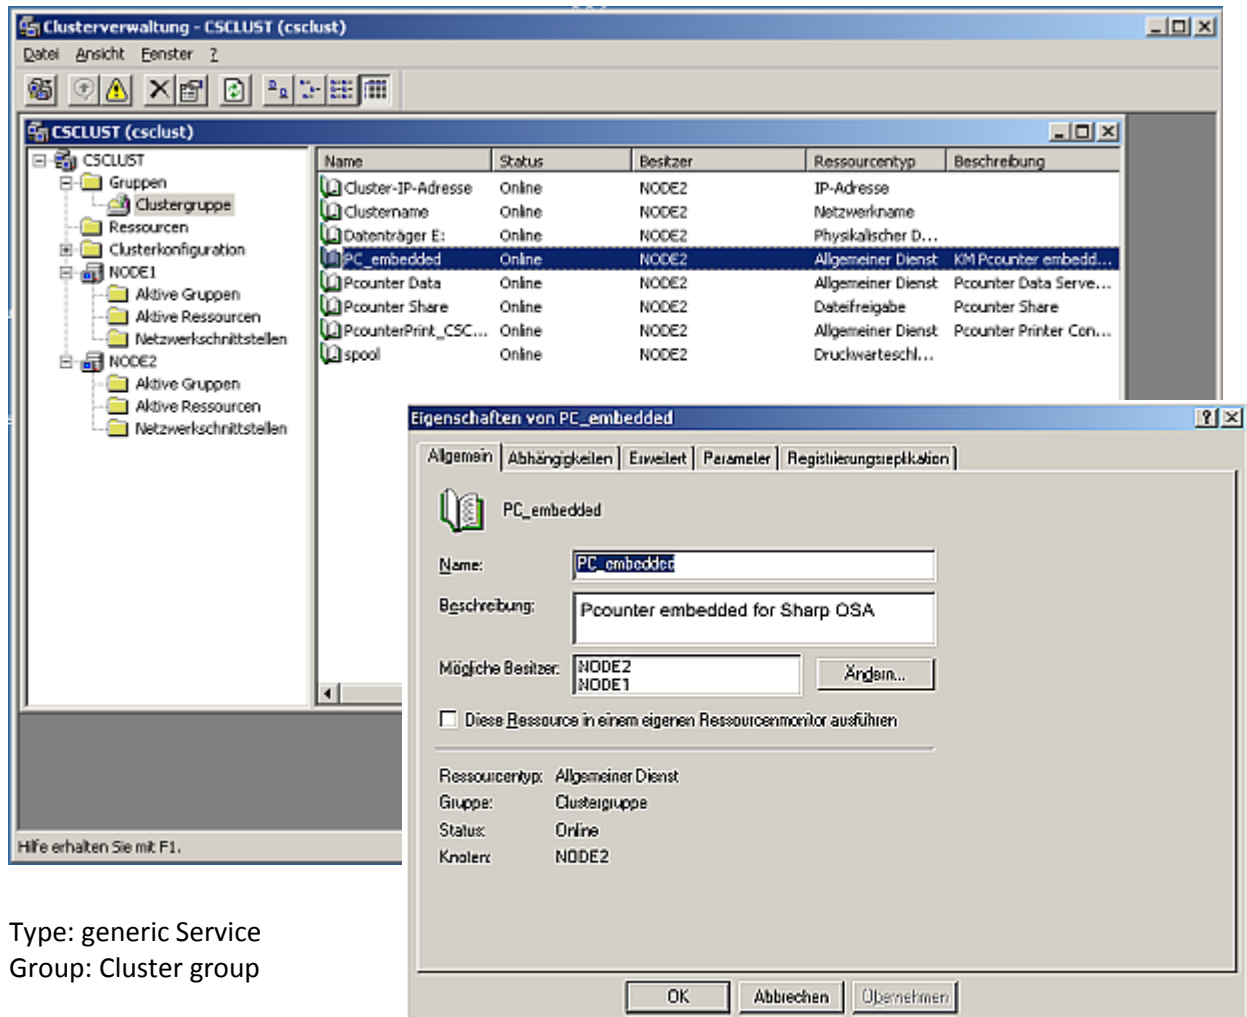 Clusterverwaltung - CSCLUST (csclust)
Datei Ansicht Fenster ?
CSCLUST (csclust)
CSCLUST
Gruppen
Clustergruppe
Ressourcen
Clusterkonfiguration
NODE1
Aktive Gruppen
Aktive Ressourcen
Netzwerkschnittstellen
NODE2
Aktive Gruppen
Aktive Ressourcen
Netzwerkschnittstellen
Name Status Besitzer Ressourcentyp Beschreibung
Cluster-IP-Adresse Online NODE2 IP-Adresse
Clustername Online NODE2 Netzwerkname
Datenträger E: Online NODE2 Physikalischer D...
PC_embedded Online NODE2 Allgemeiner Dienst KM Pcounter embedd...
Pcounter Data Online NODE2 Allgemeiner Dienst Pcounter Data Serve...
Pcounter Share Online NODE2 Dateifreigabe Pcounter Share
PcounterPrint_CSC... Online NODE2 Allgemeiner Dienst Pcounter Printer Con...
spool Online NODE2 Druckwarteschl...
Hilfe erhalten Sie mit F1.
Eigenschaften von PC_embedded
Allgemein Abhängigkeiten Erweitert Parameter Registrierungsreplikation
PC_embedded
Name: PC_embedded
Beschreibung: Pcounter embedded for Sharp OSA
Mögliche Besitzer: NODE2
NODE1
Ändern...
Diese Ressource in einem eigenen Ressourcenmonitor ausführen
Ressourcentyp: Allgemeiner Dienst
Gruppe: Clustergruppe
Status: Online
Knoten: NODE2
OK Abbrechen Übernehmen
Type: generic Service
Group: Cluster group